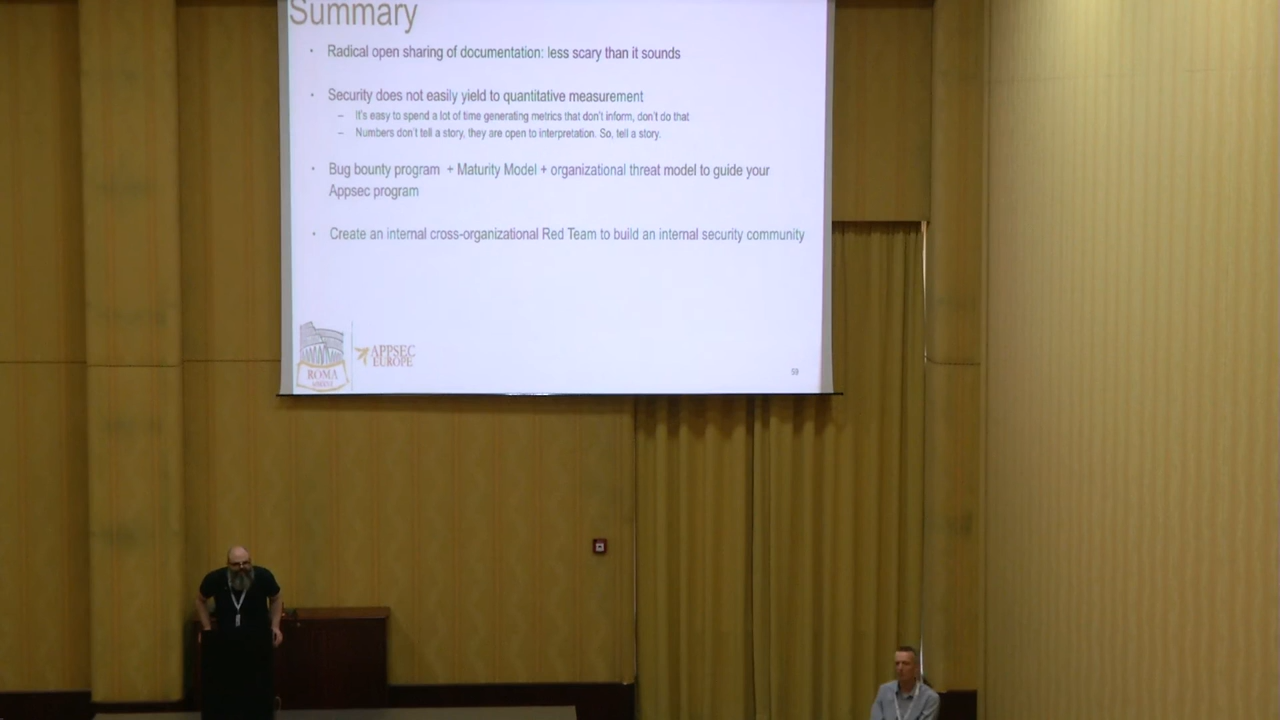 Summary
• Radical open sharing of documentation: less scary than it sounds
• Security does not easily yield to quantitative measurement
– It's easy to spend a lot of time generating metrics that don't inform, don't do that
– Numbers don't tell a story, they are open to interpretation. So, tell a story.
• Bug bounty program + Maturity Model + organizational threat model to guide your
Appsec program
• Create an internal cross-organizational Red Team to build an internal security community
ROMA
APPSEC
EUROPE
59